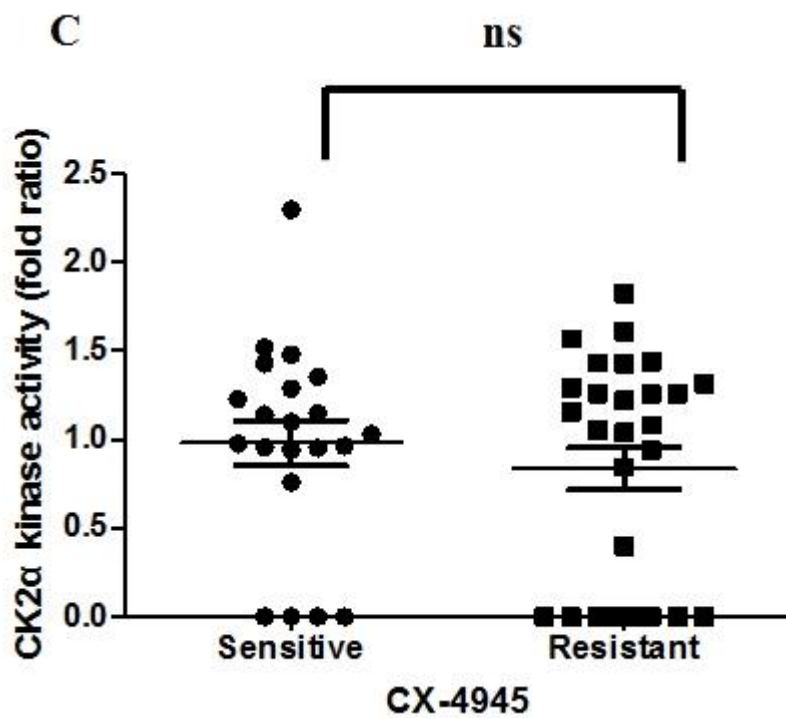 C
ns
CK2α kinase activity (fold ratio)
2.5
2.0
1.5
1.0
0.5
0.0
Sensitive Resistant
CX-4945